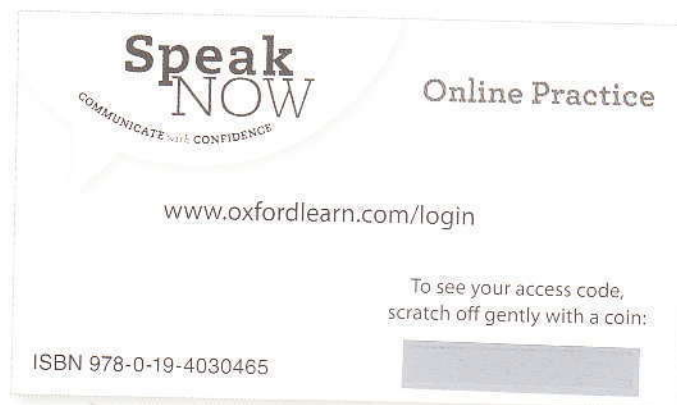 Speak
NOW
COMMUNICATE with CONFIDENCE
Online Practice
www.oxfordlearn.com/login
To see your access code,
scratch off gently with a coin:
ISBN 978-0-19-4030465